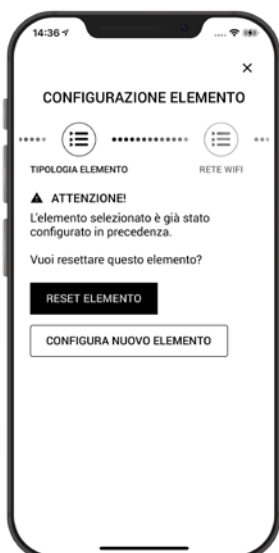 14:36
CONFIGURAZIONE ELEMENTO
TIPOLOGIA ELEMENTO
RETE WIFI
ATTENZIONE!
L'elemento selezionato è già stato
configurato in precedenza.
Vuoi resettare questo elemento?
RESET ELEMENTO
CONFIGURA NUOVO ELEMENTO